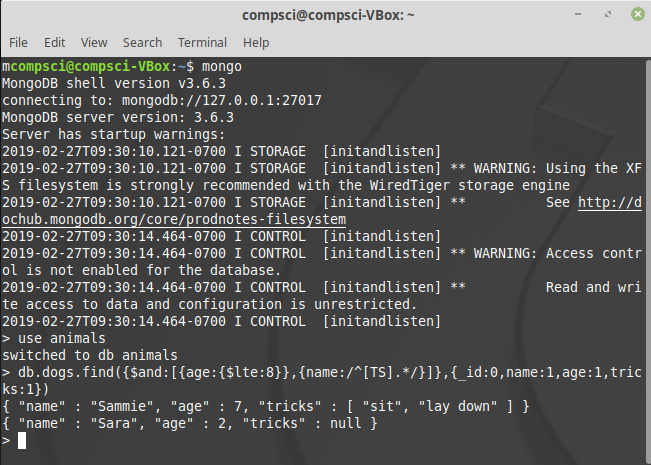 compsci@compsci-VBox: ~
File Edit View Search Terminal Help
mcompsci@compsci-VBox:~$ mongo
MongoDB shell version v3.6.3
connecting to: mongodb://127.0.0.1:27017
MongoDB server version: 3.6.3
Server has startup warnings:
2019-02-27T09:30:10.121-0700 I STORAGE  [initandlisten]
2019-02-27T09:30:10.121-0700 I STORAGE  [initandlisten] ** WARNING: Using the XF
S filesystem is strongly recommended with the WiredTiger storage engine
2019-02-27T09:30:10.121-0700 I STORAGE  [initandlisten] **          See http://d
ochub.mongodb.org/core/prodnotes-filesystem
2019-02-27T09:30:14.464-0700 I CONTROL  [initandlisten]
2019-02-27T09:30:14.464-0700 I CONTROL  [initandlisten] ** WARNING: Access contr
ol is not enabled for the database.
2019-02-27T09:30:14.464-0700 I CONTROL  [initandlisten] **          Read and wri
te access to data and configuration is unrestricted.
2019-02-27T09:30:14.464-0700 I CONTROL  [initandlisten]
> use animals
switched to db animals
> db.dogs.find({$and:[{age:{$lte:8}},{name:/^[TS].*/}]},{_id:0,name:1,age:1,tric
ks:1})
{ "name" : "Sammie", "age" : 7, "tricks" : [ "sit", "lay down" ] }
{ "name" : "Sara", "age" : 2, "tricks" : null }
>